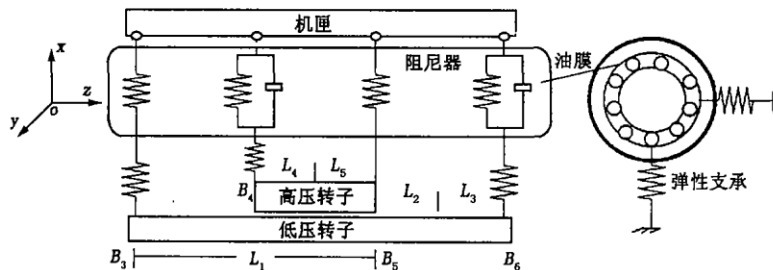 机匣
阻尼器
油膜
x
o
z
y
L₄
L₅
B₄
高压转子
L₂
L₃
弹性支承
低压转子
B₃
L₁
B₅
B₆